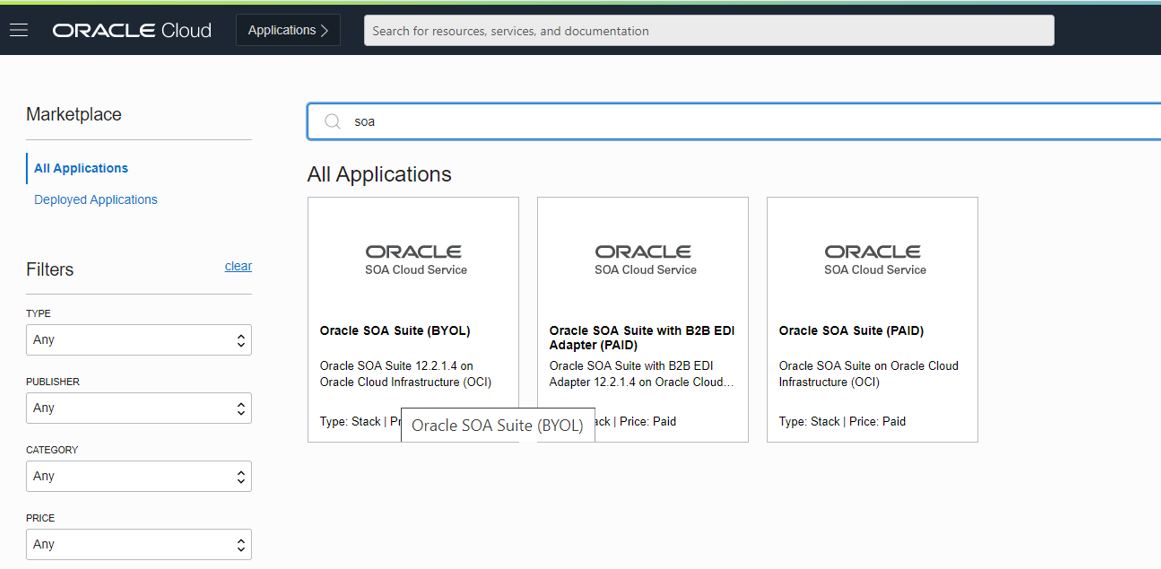 ORACLE Cloud
Applications
Search for resources, services, and documentation
Marketplace
All Applications
Deployed Applications
Filters
clear
TYPE
Any
PUBLISHER
Any
CATEGORY
Any
PRICE
Any
soa
All Applications
ORACLE
SOA Cloud Service
Oracle SOA Suite (BYOL)
Oracle SOA Suite 12.2.1.4 on
Oracle Cloud Infrastructure (OCI)
Type: Stack |
Oracle SOA Suite (BYOL)
ORACLE
SOA Cloud Service
Oracle SOA Suite with B2B EDI
Adapter (PAID)
Oracle SOA Suite with B2B EDI
Adapter 12.2.1.4 on Oracle Cloud...
| Price: Paid
ORACLE
SOA Cloud Service
Oracle SOA Suite (PAID)
Oracle SOA Suite on Oracle Cloud
Infrastructure (OCI)
Type: Stack | Price: Paid